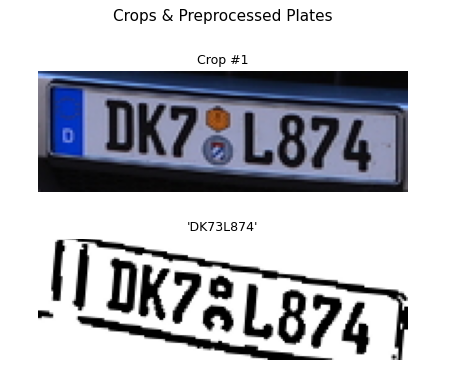 Crops & Preprocessed Plates
Crop #1
D DK7 L874
'DK73L874'
DK7 L874